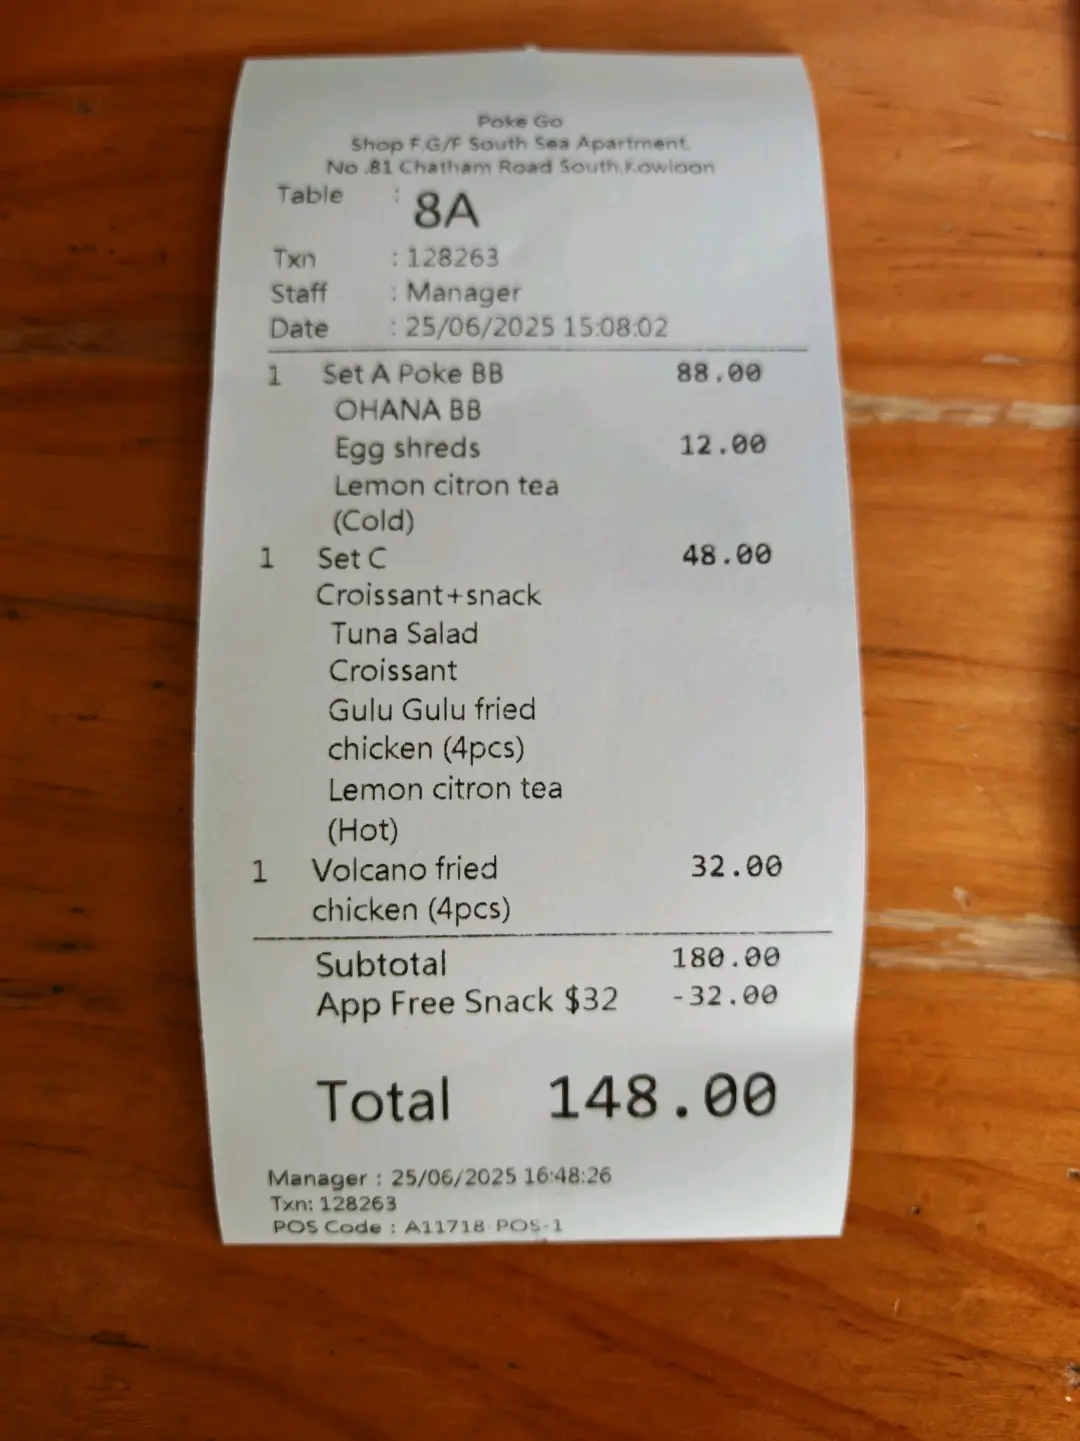 Poke Go
Shop F,G/F South Sea Apartment,
No .81 Chatham Road South,Kowloon
Table : 8A
Txn : 128263
Staff : Manager
Date : 25/06/2025 15:08:02
1 Set A Poke BB 88.00
OHANA BB
Egg shreds 12.00
Lemon citron tea
(Cold)
1 Set C 48.00
Croissant+snack
Tuna Salad
Croissant
Gulu Gulu fried
chicken (4pcs)
Lemon citron tea
(Hot)
1 Volcano fried 32.00
chicken (4pcs)
Subtotal 180.00
App Free Snack $32 -32.00
Total 148.00
Manager : 25/06/2025 16:48:26
Txn: 128263
POS Code : A11718-POS-1